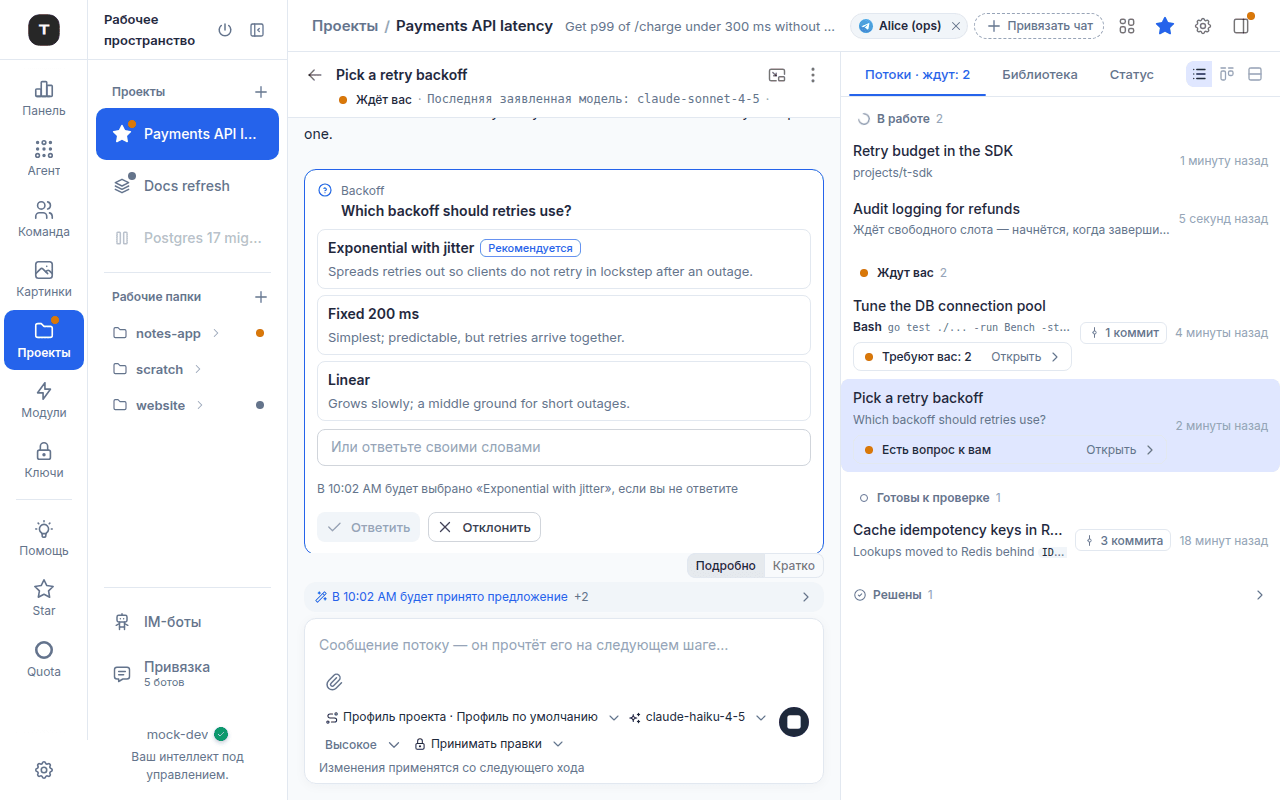 T
Рабочее
пространство
Панель
Агент
Команда
Картинки
Проекты
Модули
Ключи
Помощь
Star
Quota
Проекты
Payments API l...
Docs refresh
Postgres 17 mig...
Рабочие папки
notes-app
scratch
website
IM-боты
Привязка
5 ботов
mock-dev
Ваш интеллект под
управлением.
Проекты / Payments API latency
Get p99 of /charge under 300 ms without ...
Alice (ops)
Привязать чат
Pick a retry backoff
Ждёт вас · Последняя заявленная модель: claude-sonnet-4-5 ·
one.
Backoff
Which backoff should retries use?
Exponential with jitter Рекомендуется
Spreads retries out so clients do not retry in lockstep after an outage.
Fixed 200 ms
Simplest; predictable, but retries arrive together.
Linear
Grows slowly; a middle ground for short outages.
Или ответьте своими словами
В 10:02 AM будет выбрано «Exponential with jitter», если вы не ответите
Ответить
Отклонить
Подробно Кратко
В 10:02 AM будет принято предложение +2
Сообщение потоку — он прочтёт его на следующем шаге...
Профиль проекта · Профиль по умолчанию
claude-haiku-4-5
Высокое
Принимать правки
Изменения применятся со следующего хода
Потоки · ждут: 2
Библиотека
Статус
В работе 2
Retry budget in the SDK
projects/t-sdk
1 минуту назад
Audit logging for refunds
Ждёт свободного слота — начнётся, когда заверши...
5 секунд назад
Ждут вас 2
Tune the DB connection pool
Bash go test ./... -run Bench -st...
1 коммит
4 минуты назад
Требуют вас: 2
Открыть
Pick a retry backoff
Which backoff should retries use?
2 минуты назад
Есть вопрос к вам
Открыть
Готовы к проверке 1
Cache idempotency keys in R...
Lookups moved to Redis behind ID...
3 коммита
18 минут назад
Решены 1